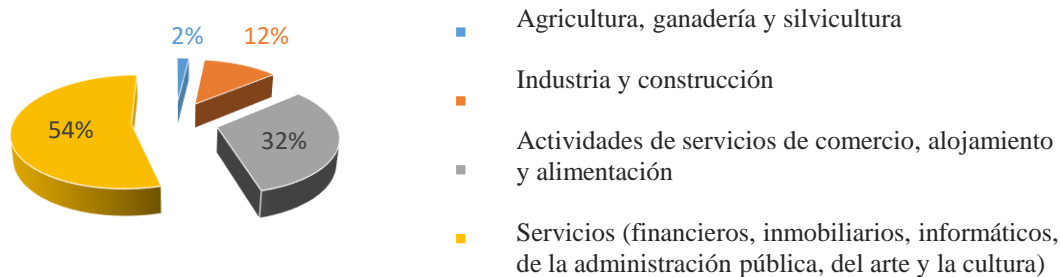 2%
12%
54%
32%
Agricultura, ganadería y silvicultura
Industria y construcción
Actividades de servicios de comercio, alojamiento
y alimentación
Servicios (financieros, inmobiliarios, informáticos,
de la administración pública, del arte y la cultura)